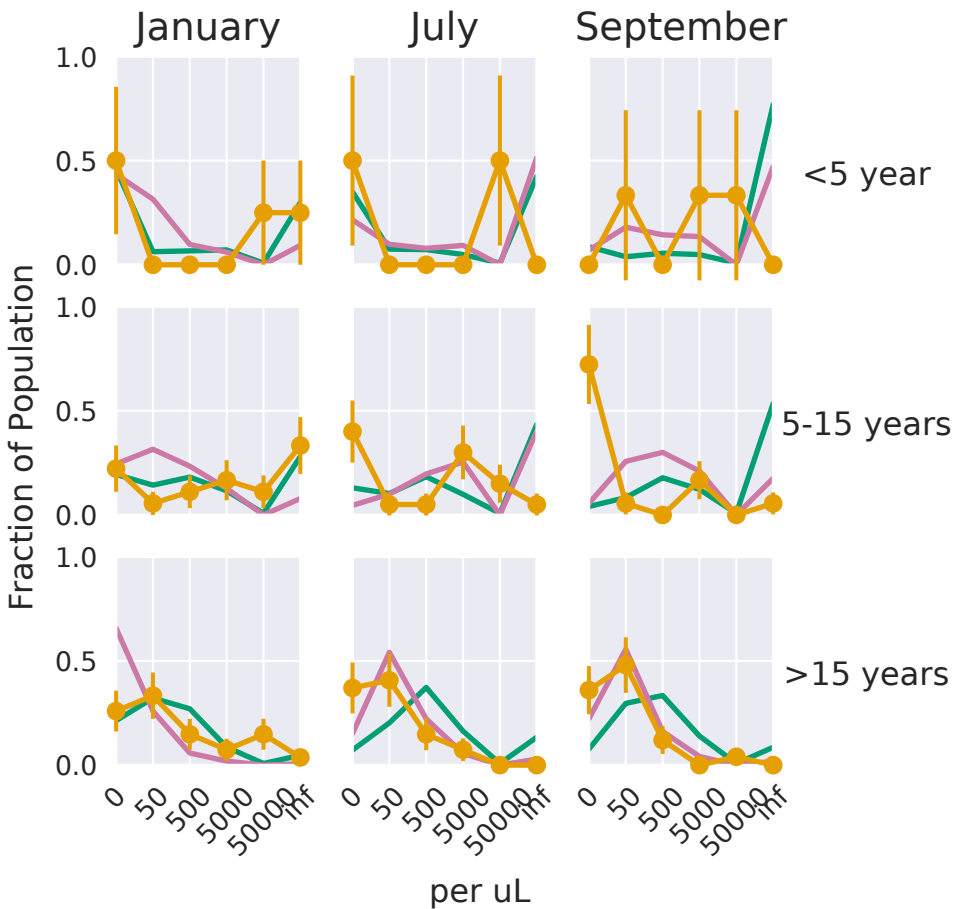 January July September
1.0
0.5
0.0
<5 year
1.0
0.5
0.0
5-15 years
1.0
0.5
0.0
>15 years
Fraction of Population
0 50 500 5000 50000 inf 0 50 500 5000 50000 inf 0 50 500 5000 50000 inf
per uL